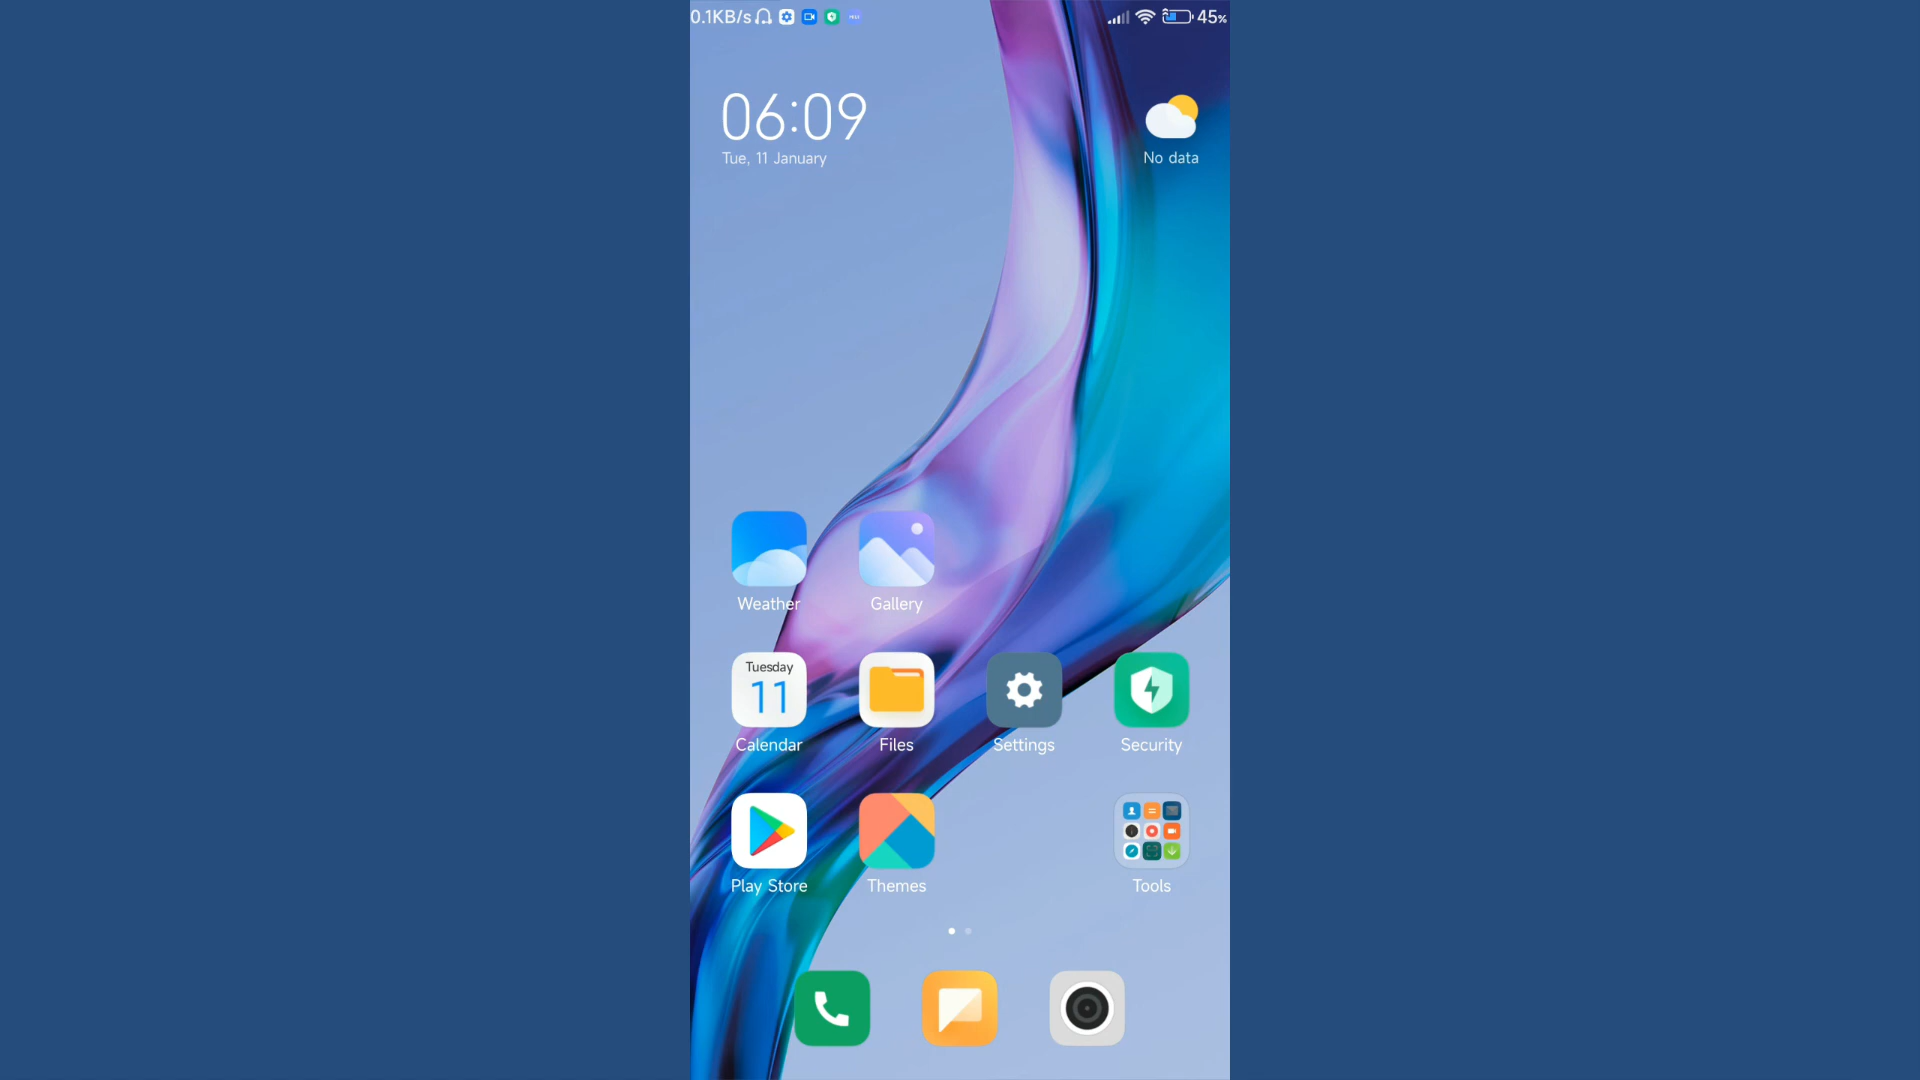 0.1KB/s 45%
06:09
Tue, 11 January
No data
Weather Gallery
Tuesday
11
Calendar Files Settings Security
Play Store Themes Tools